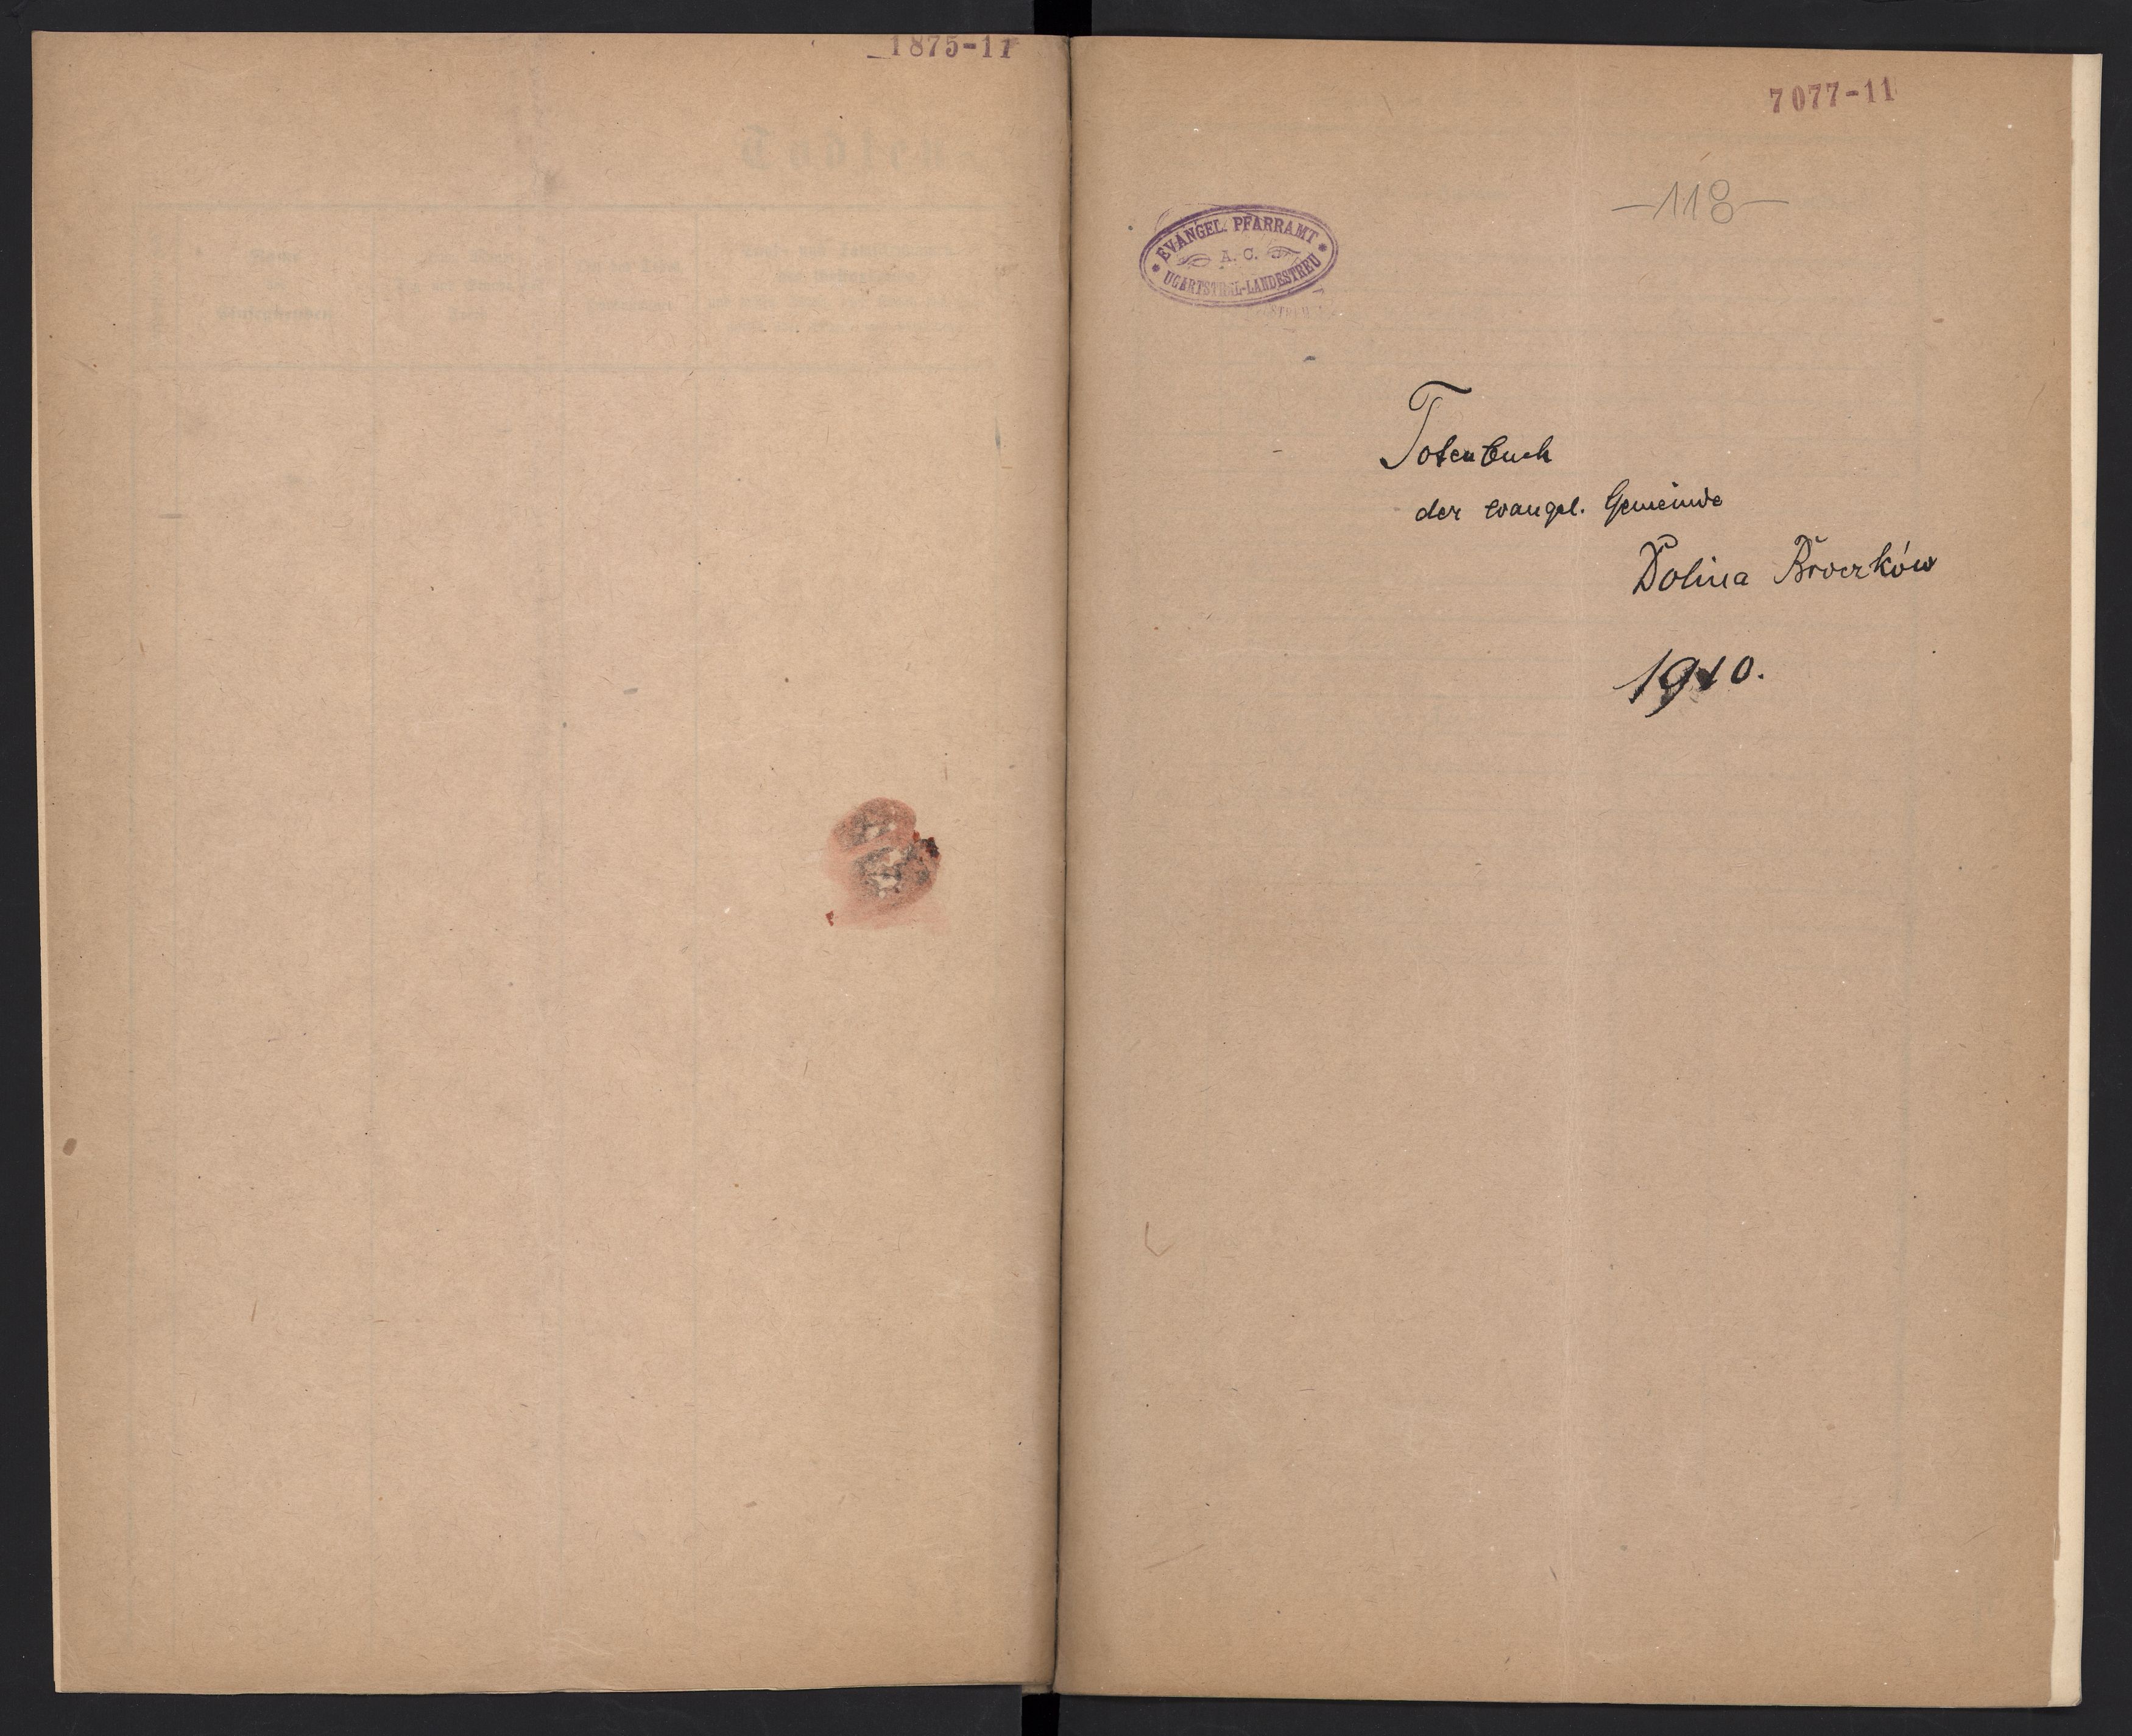 1875-11
7077-11
-118-
EVANGEL. PFARRAMT
A. C.
UGARTSTHAL-LANDESTREU
Totenbuch
der evangel. Gemeinde
Dolina Broczków
1910.